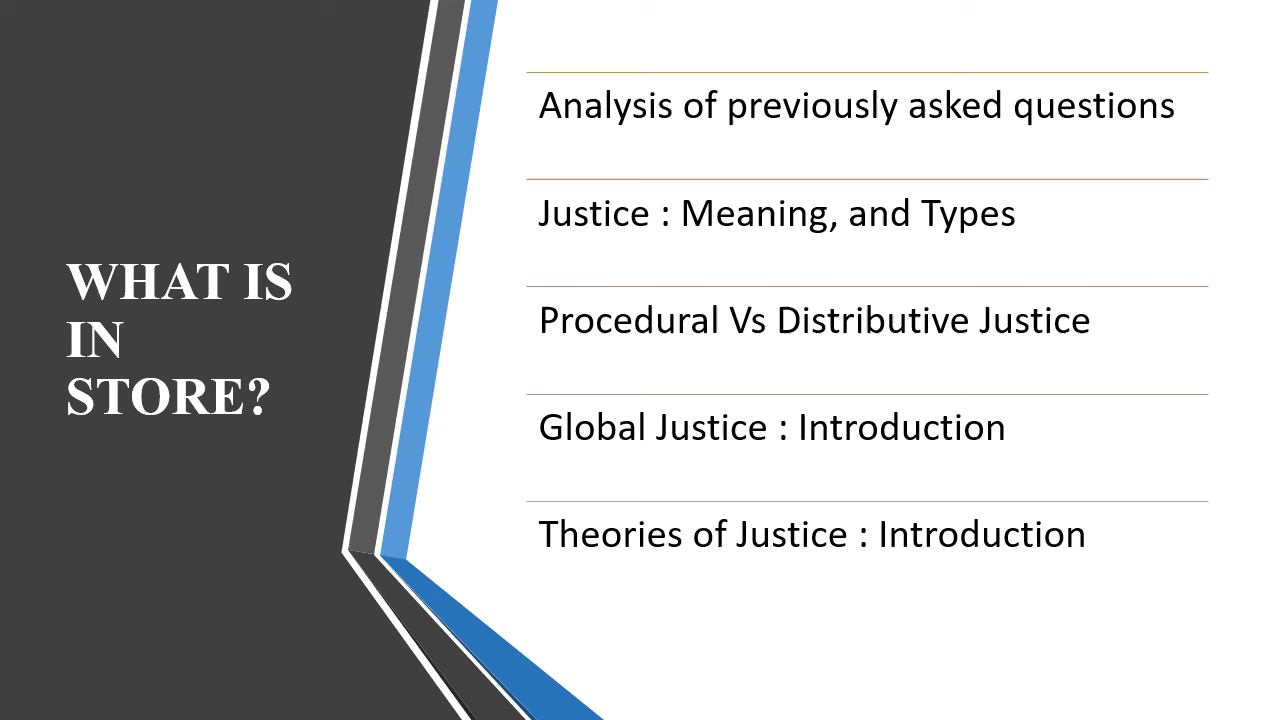 WHAT IS
IN
STORE?
Analysis of previously asked questions
Justice : Meaning, and Types
Procedural Vs Distributive Justice
Global Justice : Introduction
Theories of Justice : Introduction